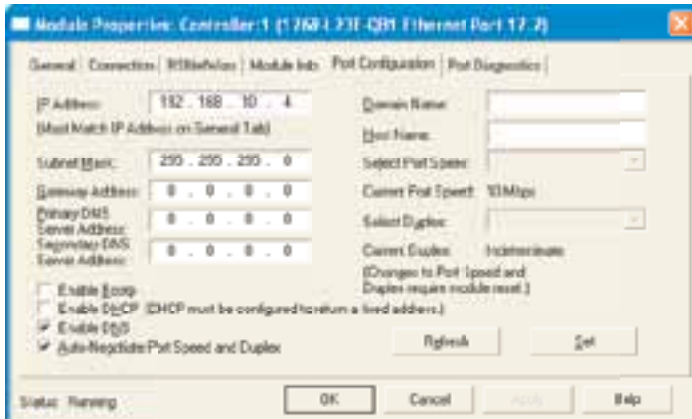 Module Properties: Controller:1 (1768-L23E-QB1 Ethernet Port 17.2)
General Connection RSNetWorx Module Info Port Configuration Port Diagnostics
IP Address: 192 . 168 . 10 . 4
(Must Match IP Address on General Tab)
Subnet Mask: 255 . 255 . 255 . 0
Gateway Address: 0 . 0 . 0 . 0
Primary DNS
Server Address: 0 . 0 . 0 . 0
Secondary DNS
Server Address: 0 . 0 . 0 . 0
Domain Name:
Host Name:
Select Port Speed:
Current Port Speed: 10 Mbps
Select Duplex:
Current Duplex: Indeterminate
(Changes to Port Speed and
Duplex require module reset.)
Enable Bootp
Enable DHCP (DHCP must be configured to return a fixed address.)
Enable DNS
Auto-Negotiate Port Speed and Duplex
Refresh Set
Status: Running OK Cancel Apply Help